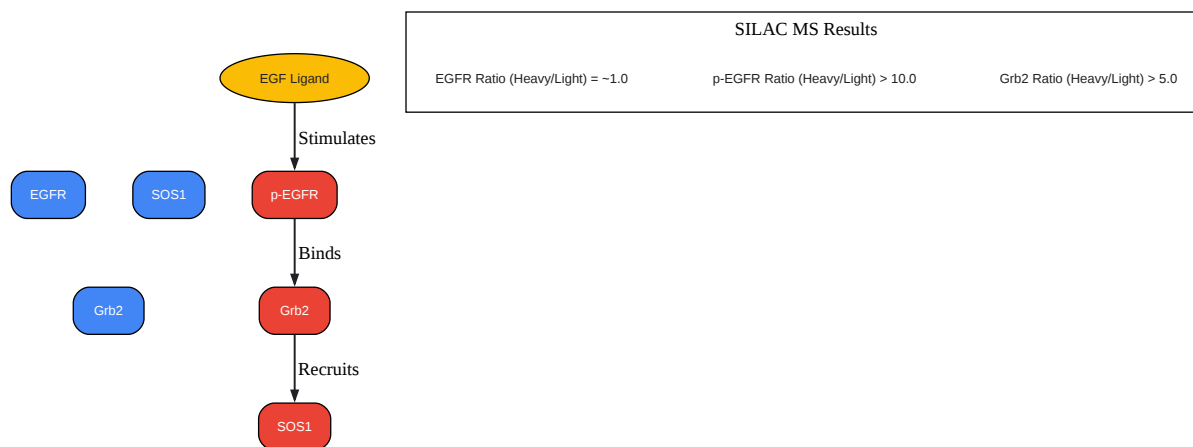 SILAC MS Results
EGF Ligand
EGFR Ratio (Heavy/Light) = ~1.0
p-EGFR Ratio (Heavy/Light) > 10.0
Grb2 Ratio (Heavy/Light) > 5.0
Stimulates
EGFR
SOS1
p-EGFR
Binds
Grb2
Grb2
Recruits
SOS1